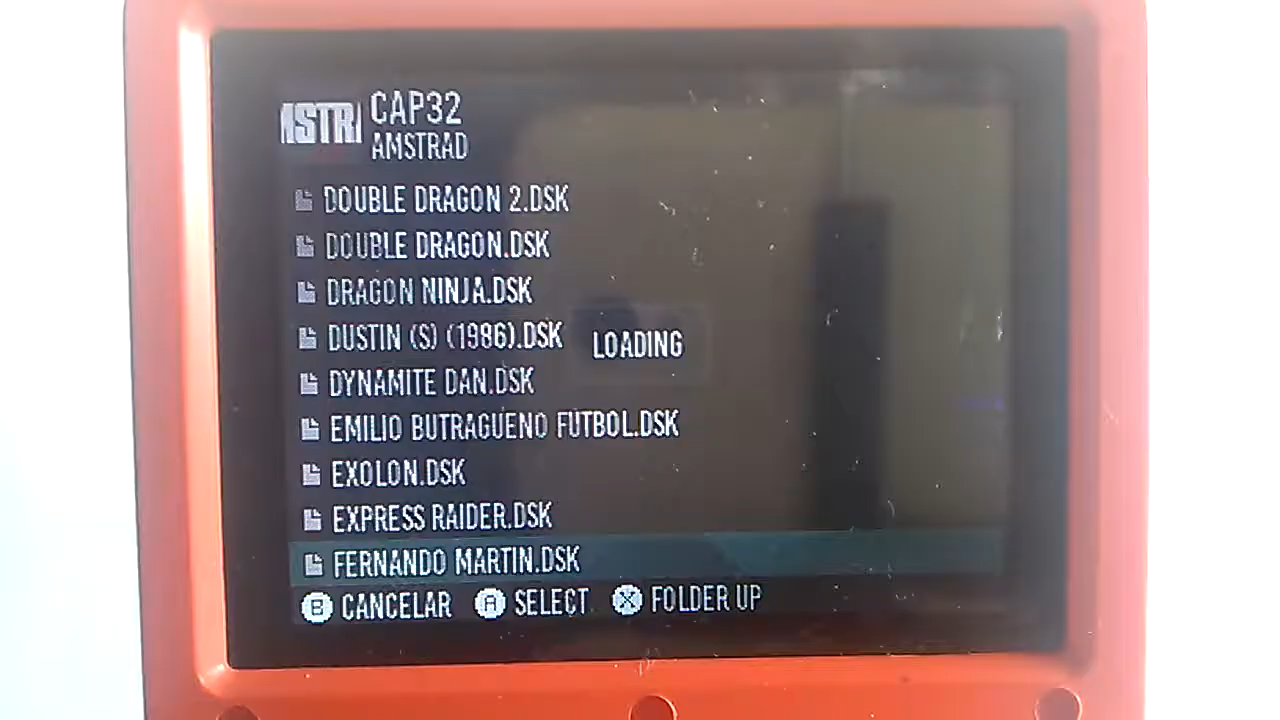 CAP32
AMSTRAD
DOUBLE DRAGON 2.DSK
DOUBLE DRAGON.DSK
DRAGON NINJA.DSK
DUSTIN (S) (1986).DSK
LOADING
DYNAMITE DAN.DSK
EMILIO BUTRAGUENO FUTBOL.DSK
EXOLON.DSK
EXPRESS RAIDER.DSK
FERNANDO MARTIN.DSK
B CANCELAR A SELECT X FOLDER UP